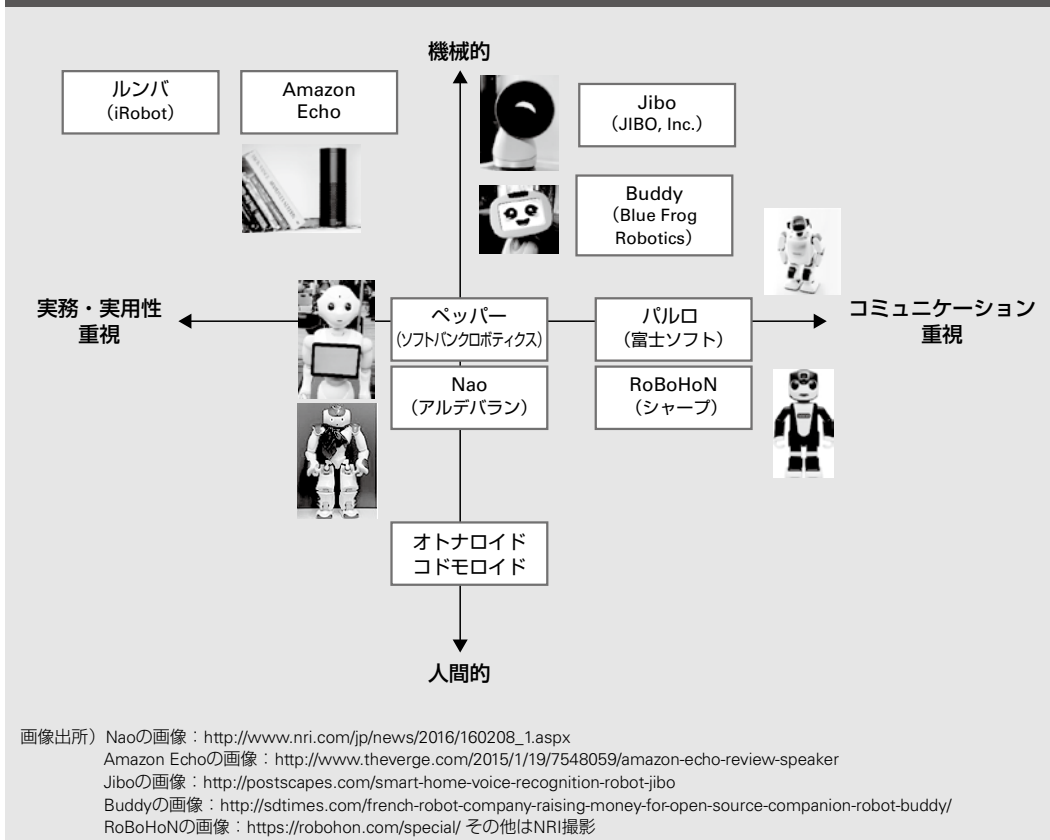 機械的
ルンバ
（iRobot）
Amazon
Echo
Jibo
（JIBO, Inc.）
Buddy
（Blue Frog
Robotics）
実務・実用性
重視
ペッパー
（ソフトバンクロボティクス）
パルロ
（富士ソフト）
コミュニケーション
重視
Nao
（アルデバラン）
RoBoHoN
（シャープ）
オトナロイド
コドモロイド
人間的
画像出所）Naoの画像：http://www.nri.com/jp/news/2016/160208_1.aspx
Amazon Echoの画像：http://www.theverge.com/2015/1/19/7548059/amazon-echo-review-speaker
Jiboの画像：http://postscapes.com/smart-home-voice-recognition-robot-jibo
Buddyの画像：http://sdtimes.com/french-robot-company-raising-money-for-open-source-companion-robot-buddy/
RoBoHoNの画像：https://robohon.com/special/ その他はNRI撮影